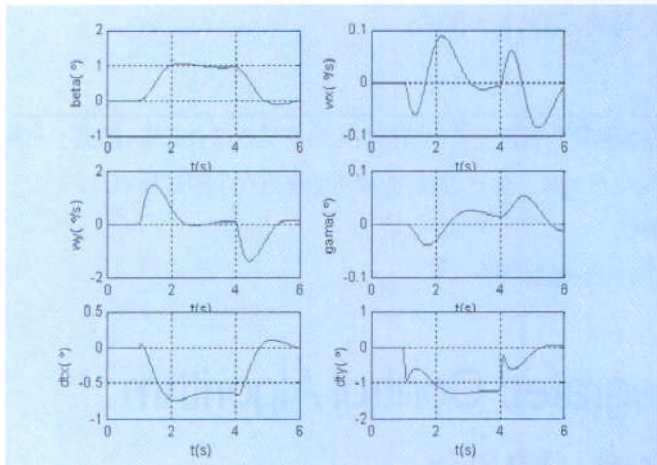 2
1
0
-1
beta(°)
0 2 4 6
t(s)
0.1
0
-0.1
wx(°/s)
0 2 4 6
t(s)
2
0
2
wy(°/s)
0 2 4 6
t(s)
0.1
0
-0.1
gama(°)
0 2 4 6
t(s)
0.5
0
-0.5
-1
dtx(°)
0 2 4 6
t(s)
1
0
-1
-2
dty(°)
0 2 4 6
t(s)